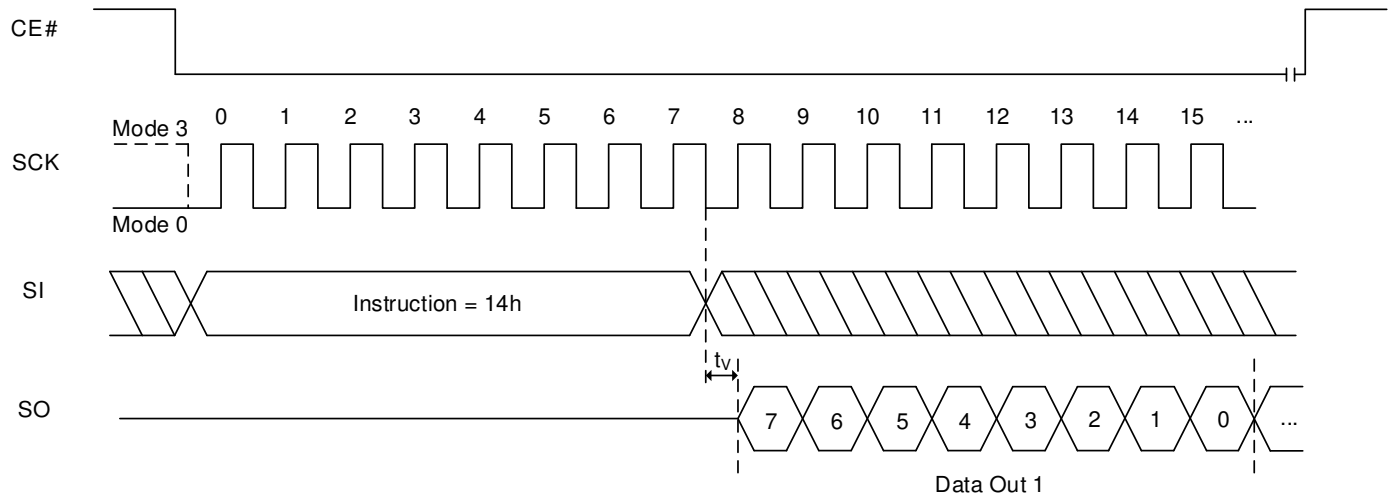 CE#
0 1 2 3 4 5 6 7 8 9 10 11 12 13 14 15 ...
Mode 3
SCK
Mode 0
SI
Instruction = 14h
tV
SO
7 6 5 4 3 2 1 0 ...
Data Out 1